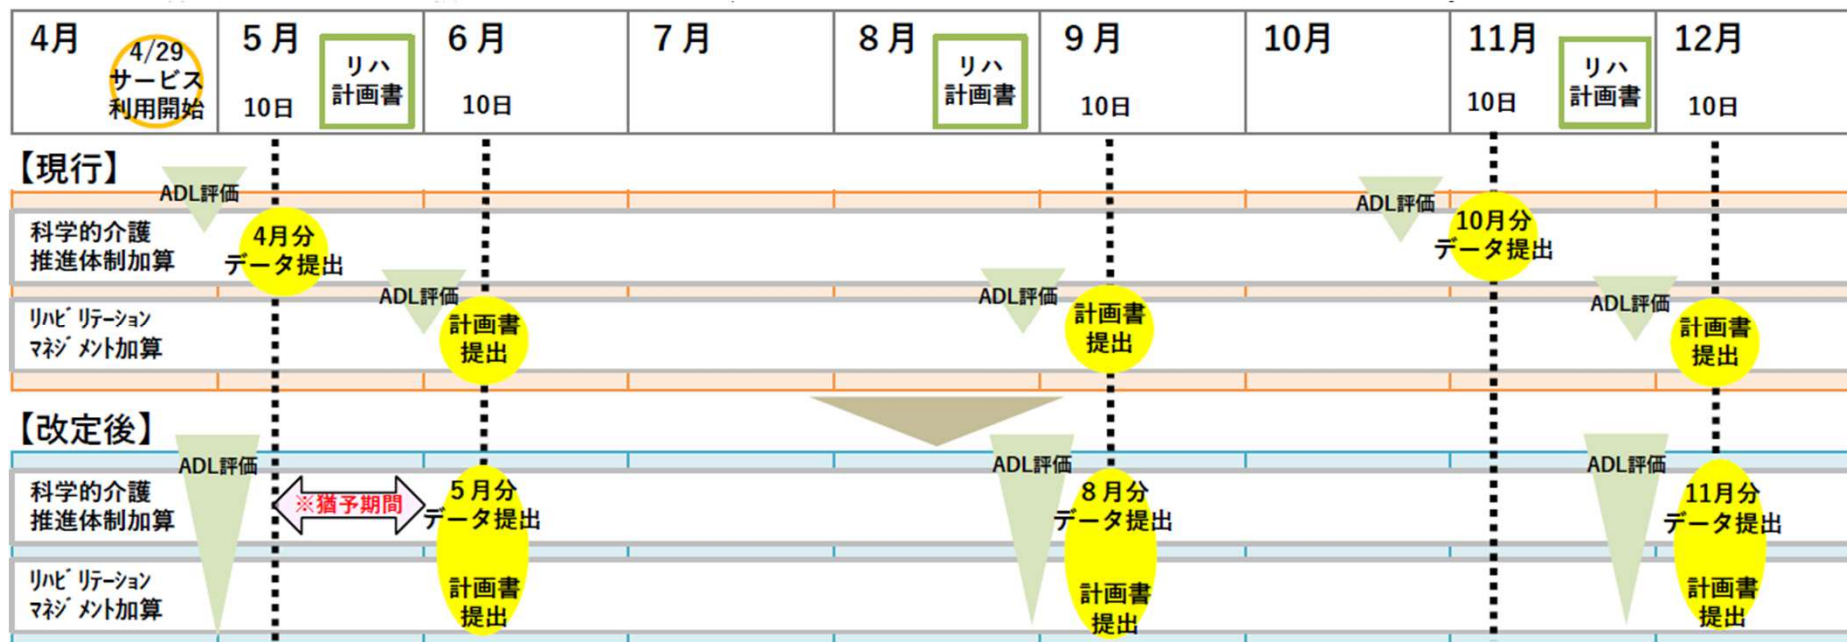 4月
4/29
サービス
利用開始
5月
10日
リハ
計画書
6月
10日
7月
8月
リハ
計画書
9月
10日
10月
11月
10日
リハ
計画書
12月
10日
【現行】
ADL評価
ADL評価
科学的介護
推進体制加算
4月分
データ提出
10月分
データ提出
ADL評価
ADL評価
ADL評価
リハビリテーション
マネジメント加算
計画書
提出
計画書
提出
計画書
提出
【改定後】
ADL評価
ADL評価
ADL評価
科学的介護
推進体制加算
※猶予期間
5月分
データ提出
8月分
データ提出
11月分
データ提出
リハビリテーション
マネジメント加算
計画書
提出
計画書
提出
計画書
提出